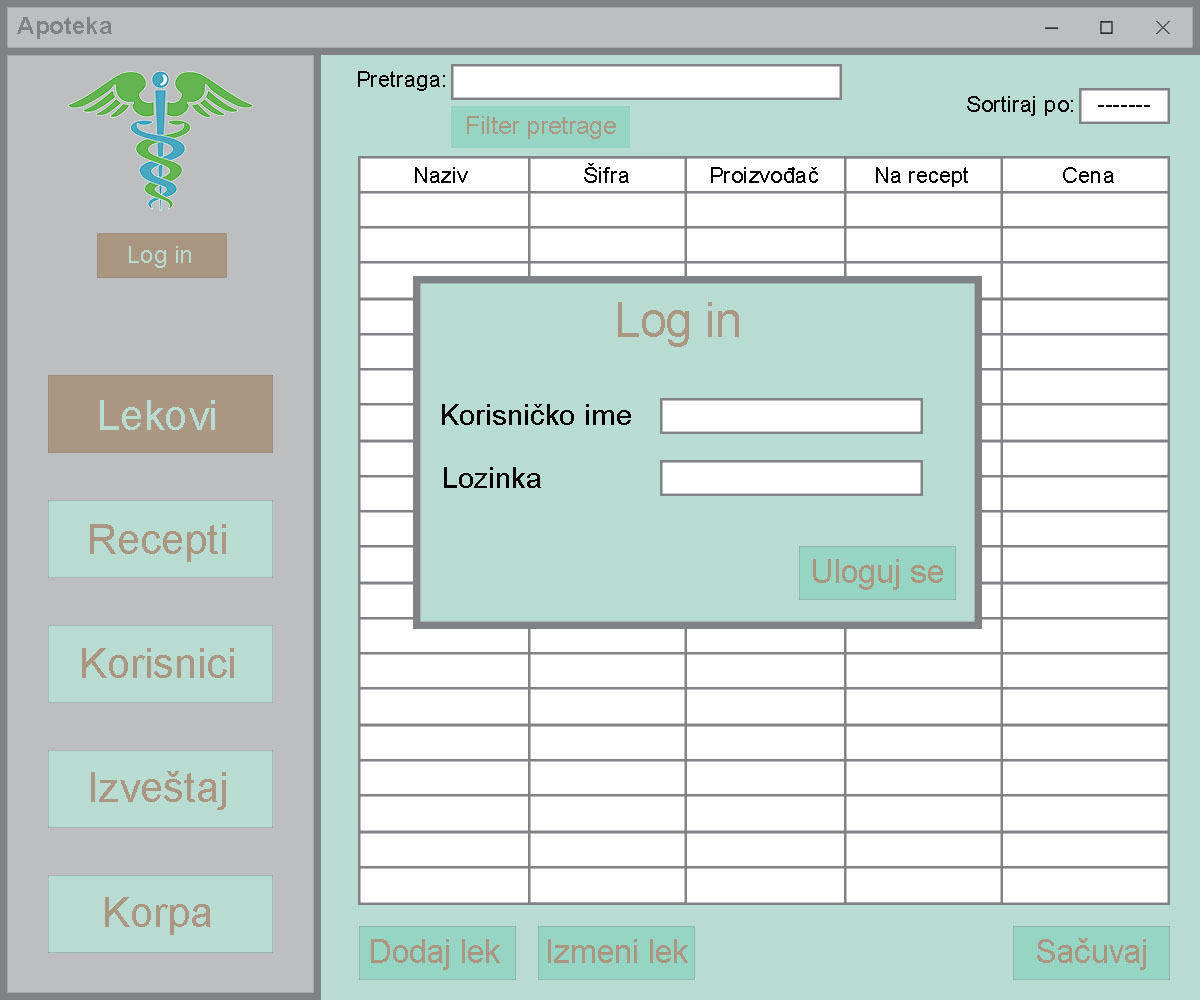 Apoteka
Log in
Lekovi
Recepti
Korisnici
Izveštaj
Korpa
Pretraga:
Filter pretrage
Sortiraj po: -------
Naziv Šifra Proizvođač Na recept Cena
Log in
Korisničko ime
Lozinka
Uloguj se
Dodaj lek Izmeni lek Sačuvaj